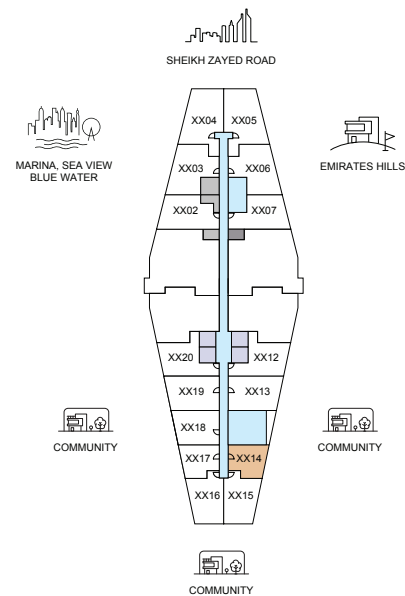 SHEIKH ZAYED ROAD
MARINA, SEA VIEW
BLUE WATER
EMIRATES HILLS
XX04 XX05
XX03 XX06
XX02 XX07
XX20 XX12
XX19 XX13
XX18
XX17 XX14
XX16 XX15
COMMUNITY
COMMUNITY
COMMUNITY